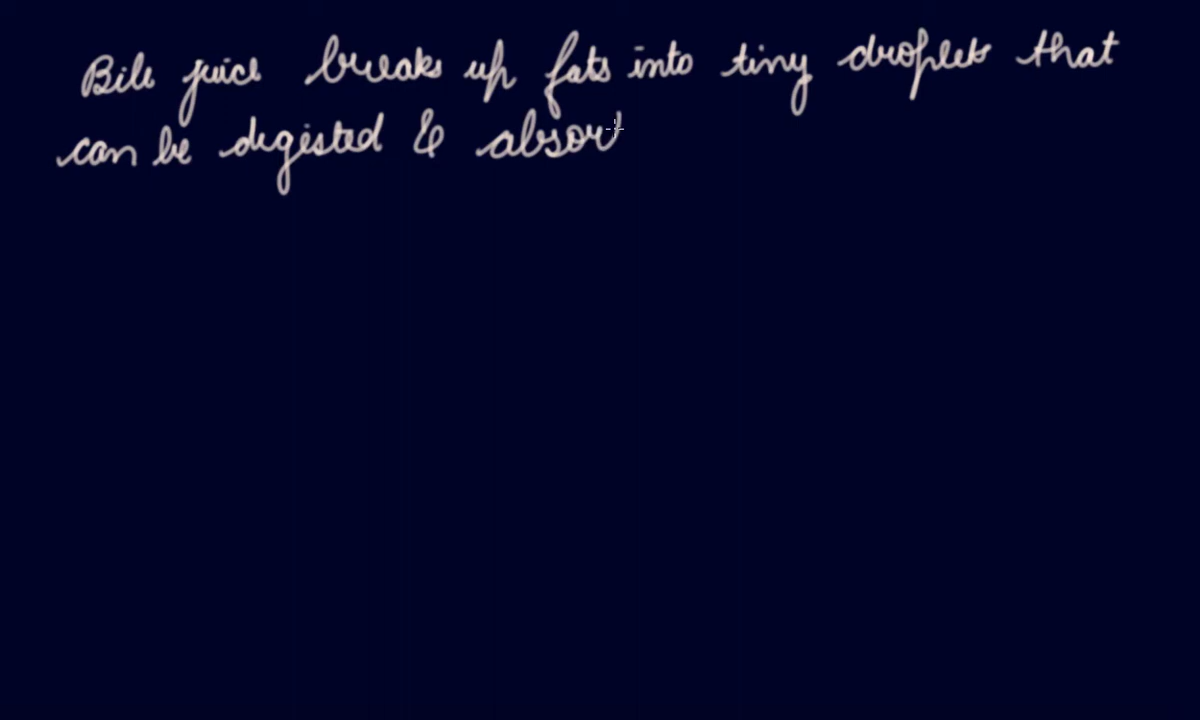 Bile juice breaks up fats into tiny droplets that
can be digested & absor